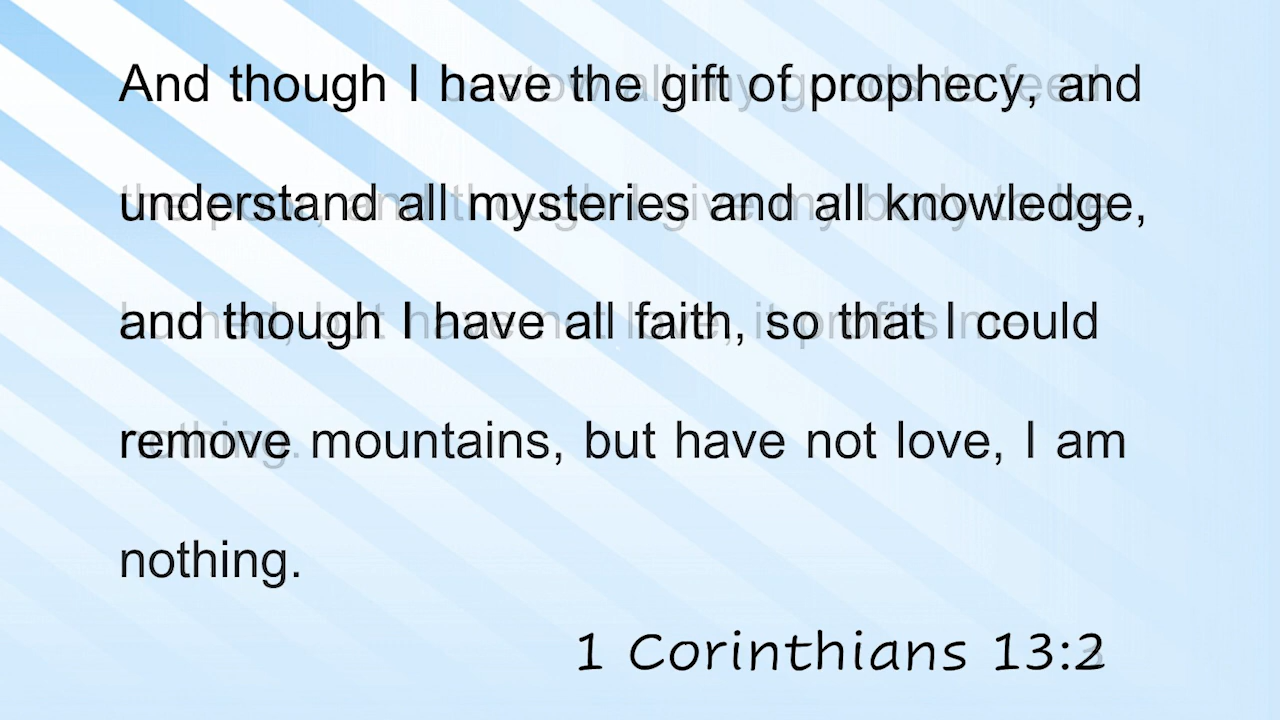 And though I have the gift of prophecy, and
understand all mysteries and all knowledge,
and though I have all faith, so that I could
remove mountains, but have not love, I am
nothing.
1 Corinthians 13:2